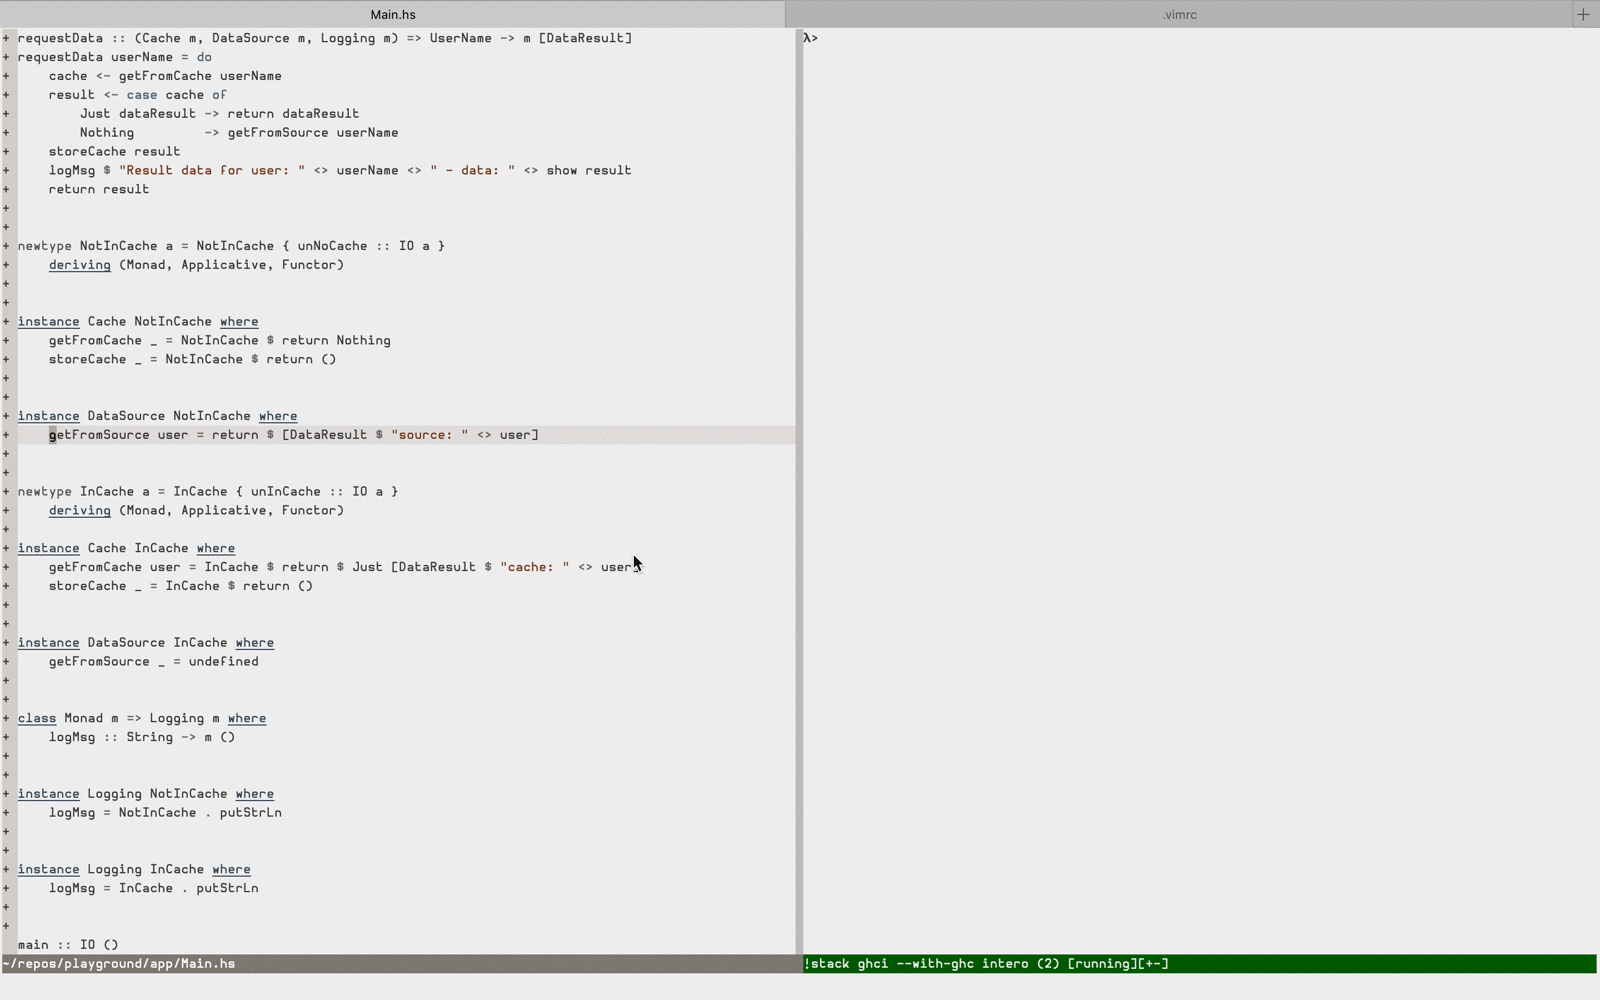 Main.hs
.vimrc
+
+ requestData :: (Cache m, DataSource m, Logging m) => UserName -> m [DataResult]
+ requestData userName = do
+     cache <- getFromCache userName
+     result <- case cache of
+         Just dataResult -> return dataResult
+         Nothing         -> getFromSource userName
+     storeCache result
+     logMsg $ "Result data for user: " <> userName <> " - data: " <> show result
+     return result
+
+
+ newtype NotInCache a = NotInCache { unNoCache :: IO a }
+     deriving (Monad, Applicative, Functor)
+
+
+ instance Cache NotInCache where
+     getFromCache _ = NotInCache $ return Nothing
+     storeCache _ = NotInCache $ return ()
+
+
+ instance DataSource NotInCache where
+     getFromSource user = return $ [DataResult $ "source: " <> user]
+
+
+ newtype InCache a = InCache { unInCache :: IO a }
+     deriving (Monad, Applicative, Functor)
+
+ instance Cache InCache where
+     getFromCache user = InCache $ return $ Just [DataResult $ "cache: " <> user
+     storeCache _ = InCache $ return ()
+
+
+ instance DataSource InCache where
+     getFromSource _ = undefined
+
+
+ class Monad m => Logging m where
+     logMsg :: String -> m ()
+
+
+ instance Logging NotInCache where
+     logMsg = NotInCache . putStrLn
+
+
+ instance Logging InCache where
+     logMsg = InCache . putStrLn
+
+
main :: IO ()
~/repos/playground/app/Main.hs
λ>
!stack ghci --with-ghc intero (2) [running][+-]